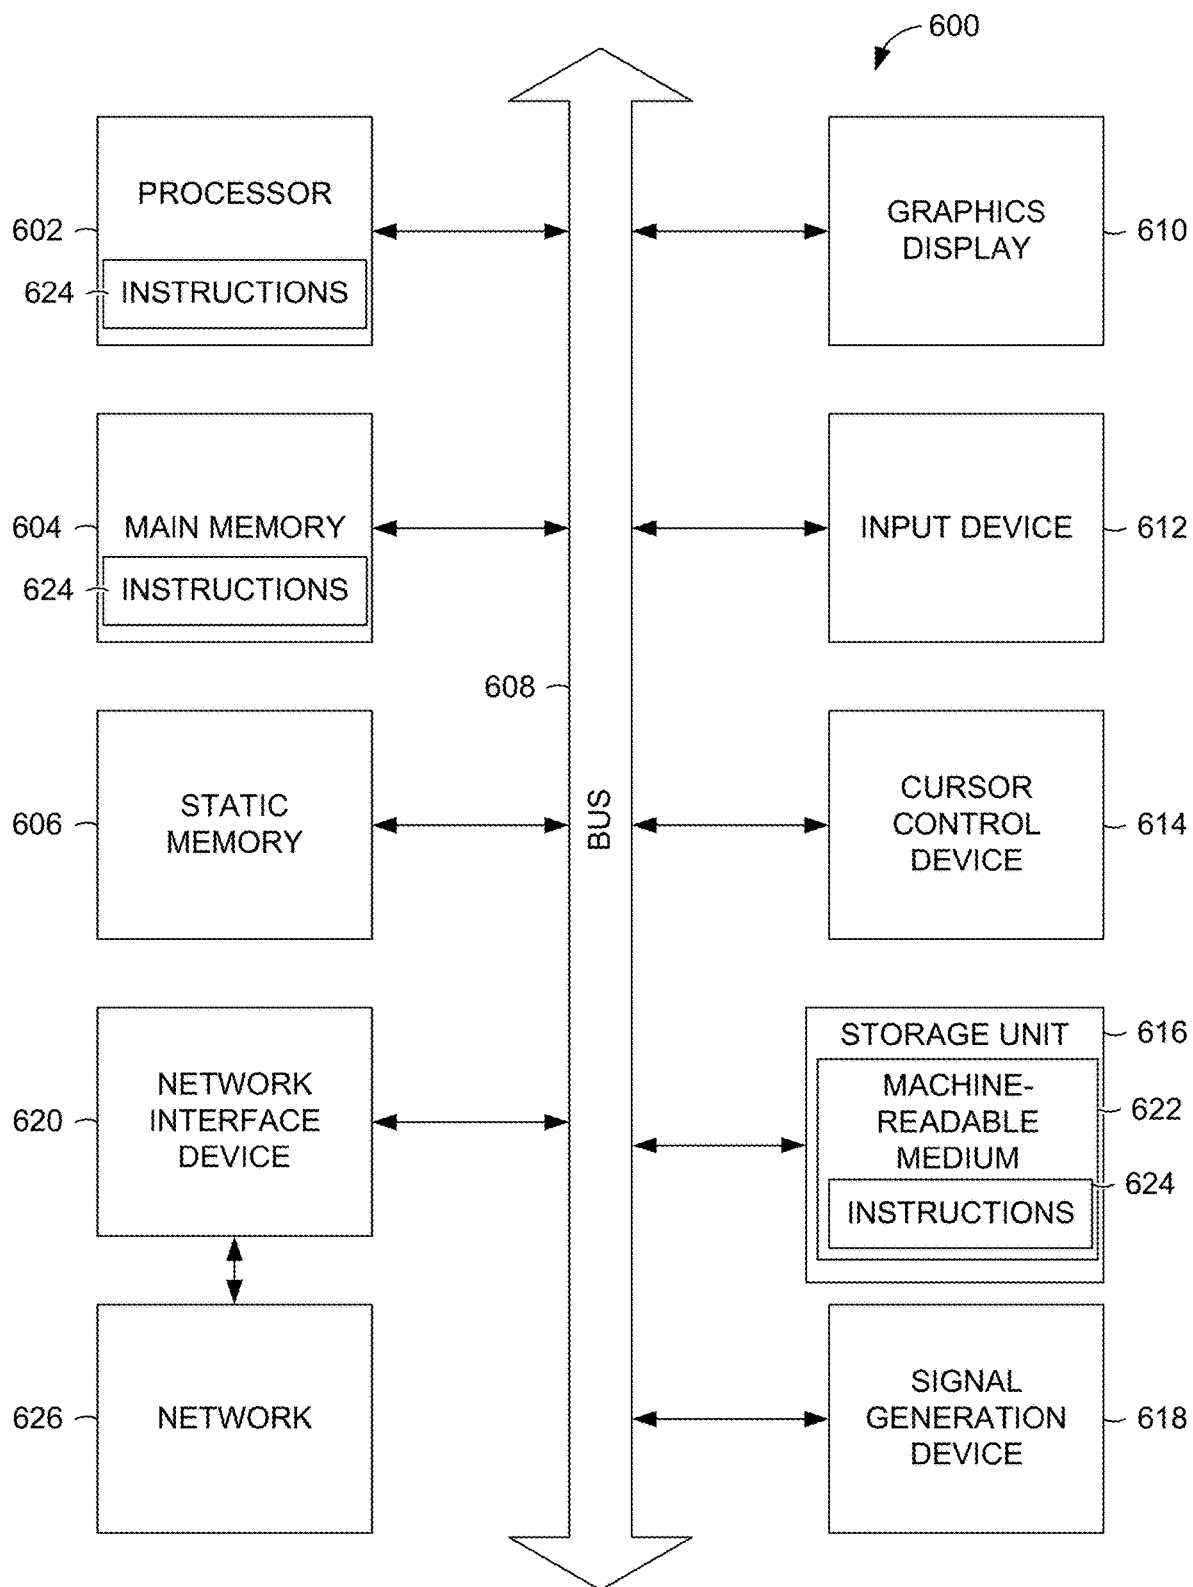 600
PROCESSOR
602
624
INSTRUCTIONS
GRAPHICS
DISPLAY
610
604
MAIN MEMORY
624
INSTRUCTIONS
INPUT DEVICE
612
608
BUS
606
STATIC
MEMORY
CURSOR
CONTROL
DEVICE
614
620
NETWORK
INTERFACE
DEVICE
STORAGE UNIT
616
MACHINE-
READABLE
MEDIUM
622
624
INSTRUCTIONS
626
NETWORK
SIGNAL
GENERATION
DEVICE
618